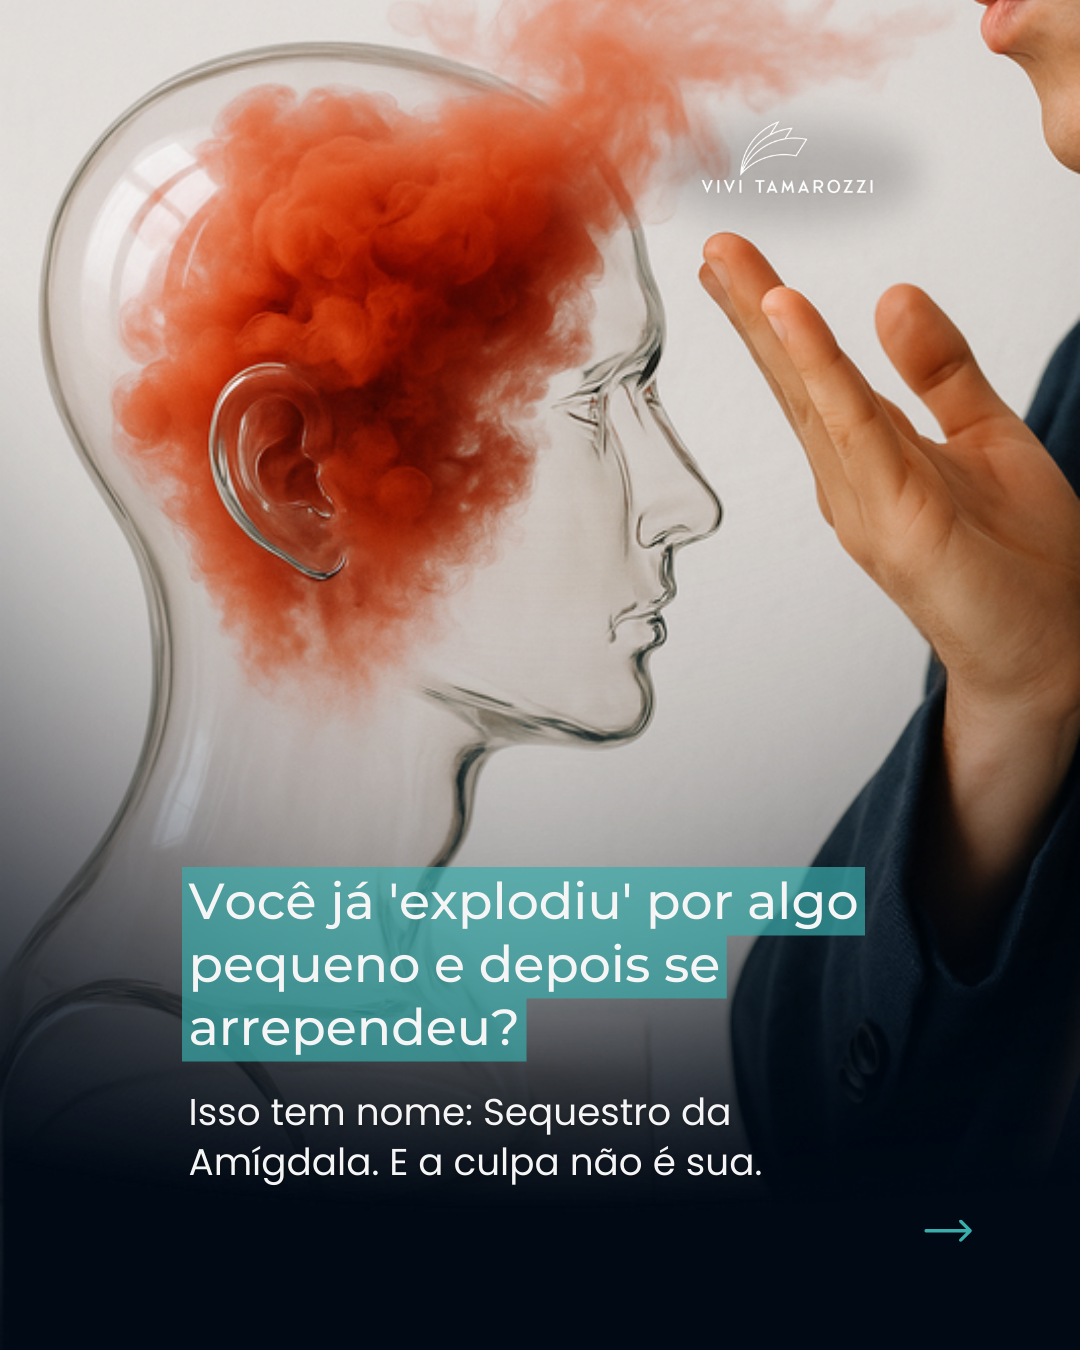 VIVI TAMAROZZI
Você já 'explodiu' por algo
pequeno e depois se
arrependeu?
Isso tem nome: Sequestro da
Amígdala. E a culpa não é sua.